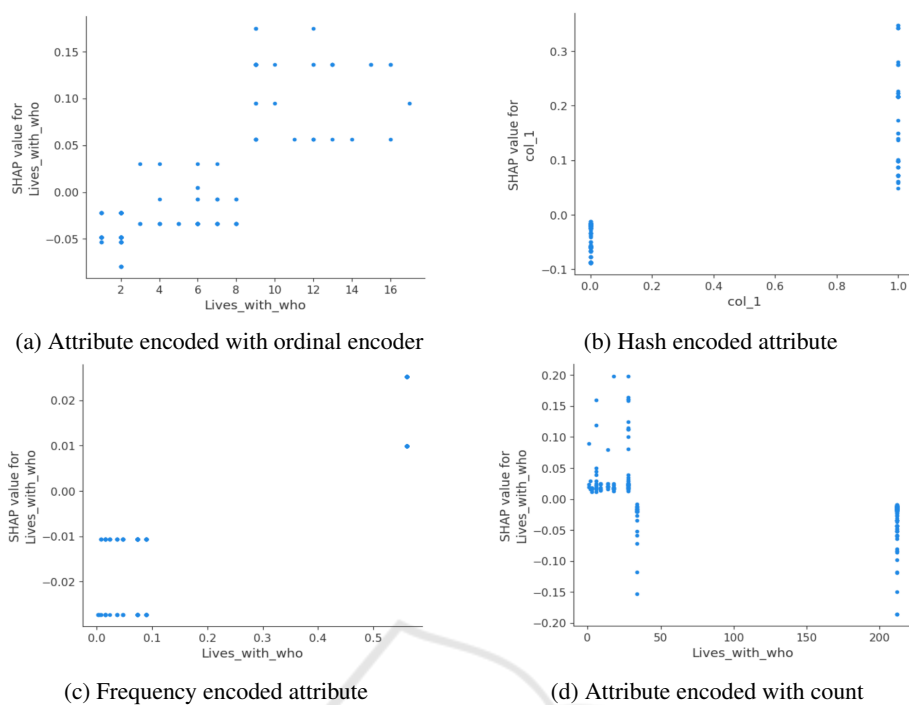 0.15
0.10
0.05
0.00
−0.05
SHAP value for
Lives_with_who
2 4 6 8 10 12 14 16
Lives_with_who
(a) Attribute encoded with ordinal encoder
0.3
0.2
0.1
0.0
−0.1
SHAP value for
col_1
0.0 0.2 0.4 0.6 0.8 1.0
col_1
(b) Hash encoded attribute
0.02
0.01
0.00
−0.01
−0.02
SHAP value for
Lives_with_who
0.0 0.1 0.2 0.3 0.4 0.5
Lives_with_who
(c) Frequency encoded attribute
0.20
0.15
0.10
0.05
0.00
−0.05
−0.10
−0.15
−0.20
SHAP value for
Lives_with_who
0 50 100 150 200
Lives_with_who
(d) Attribute encoded with count